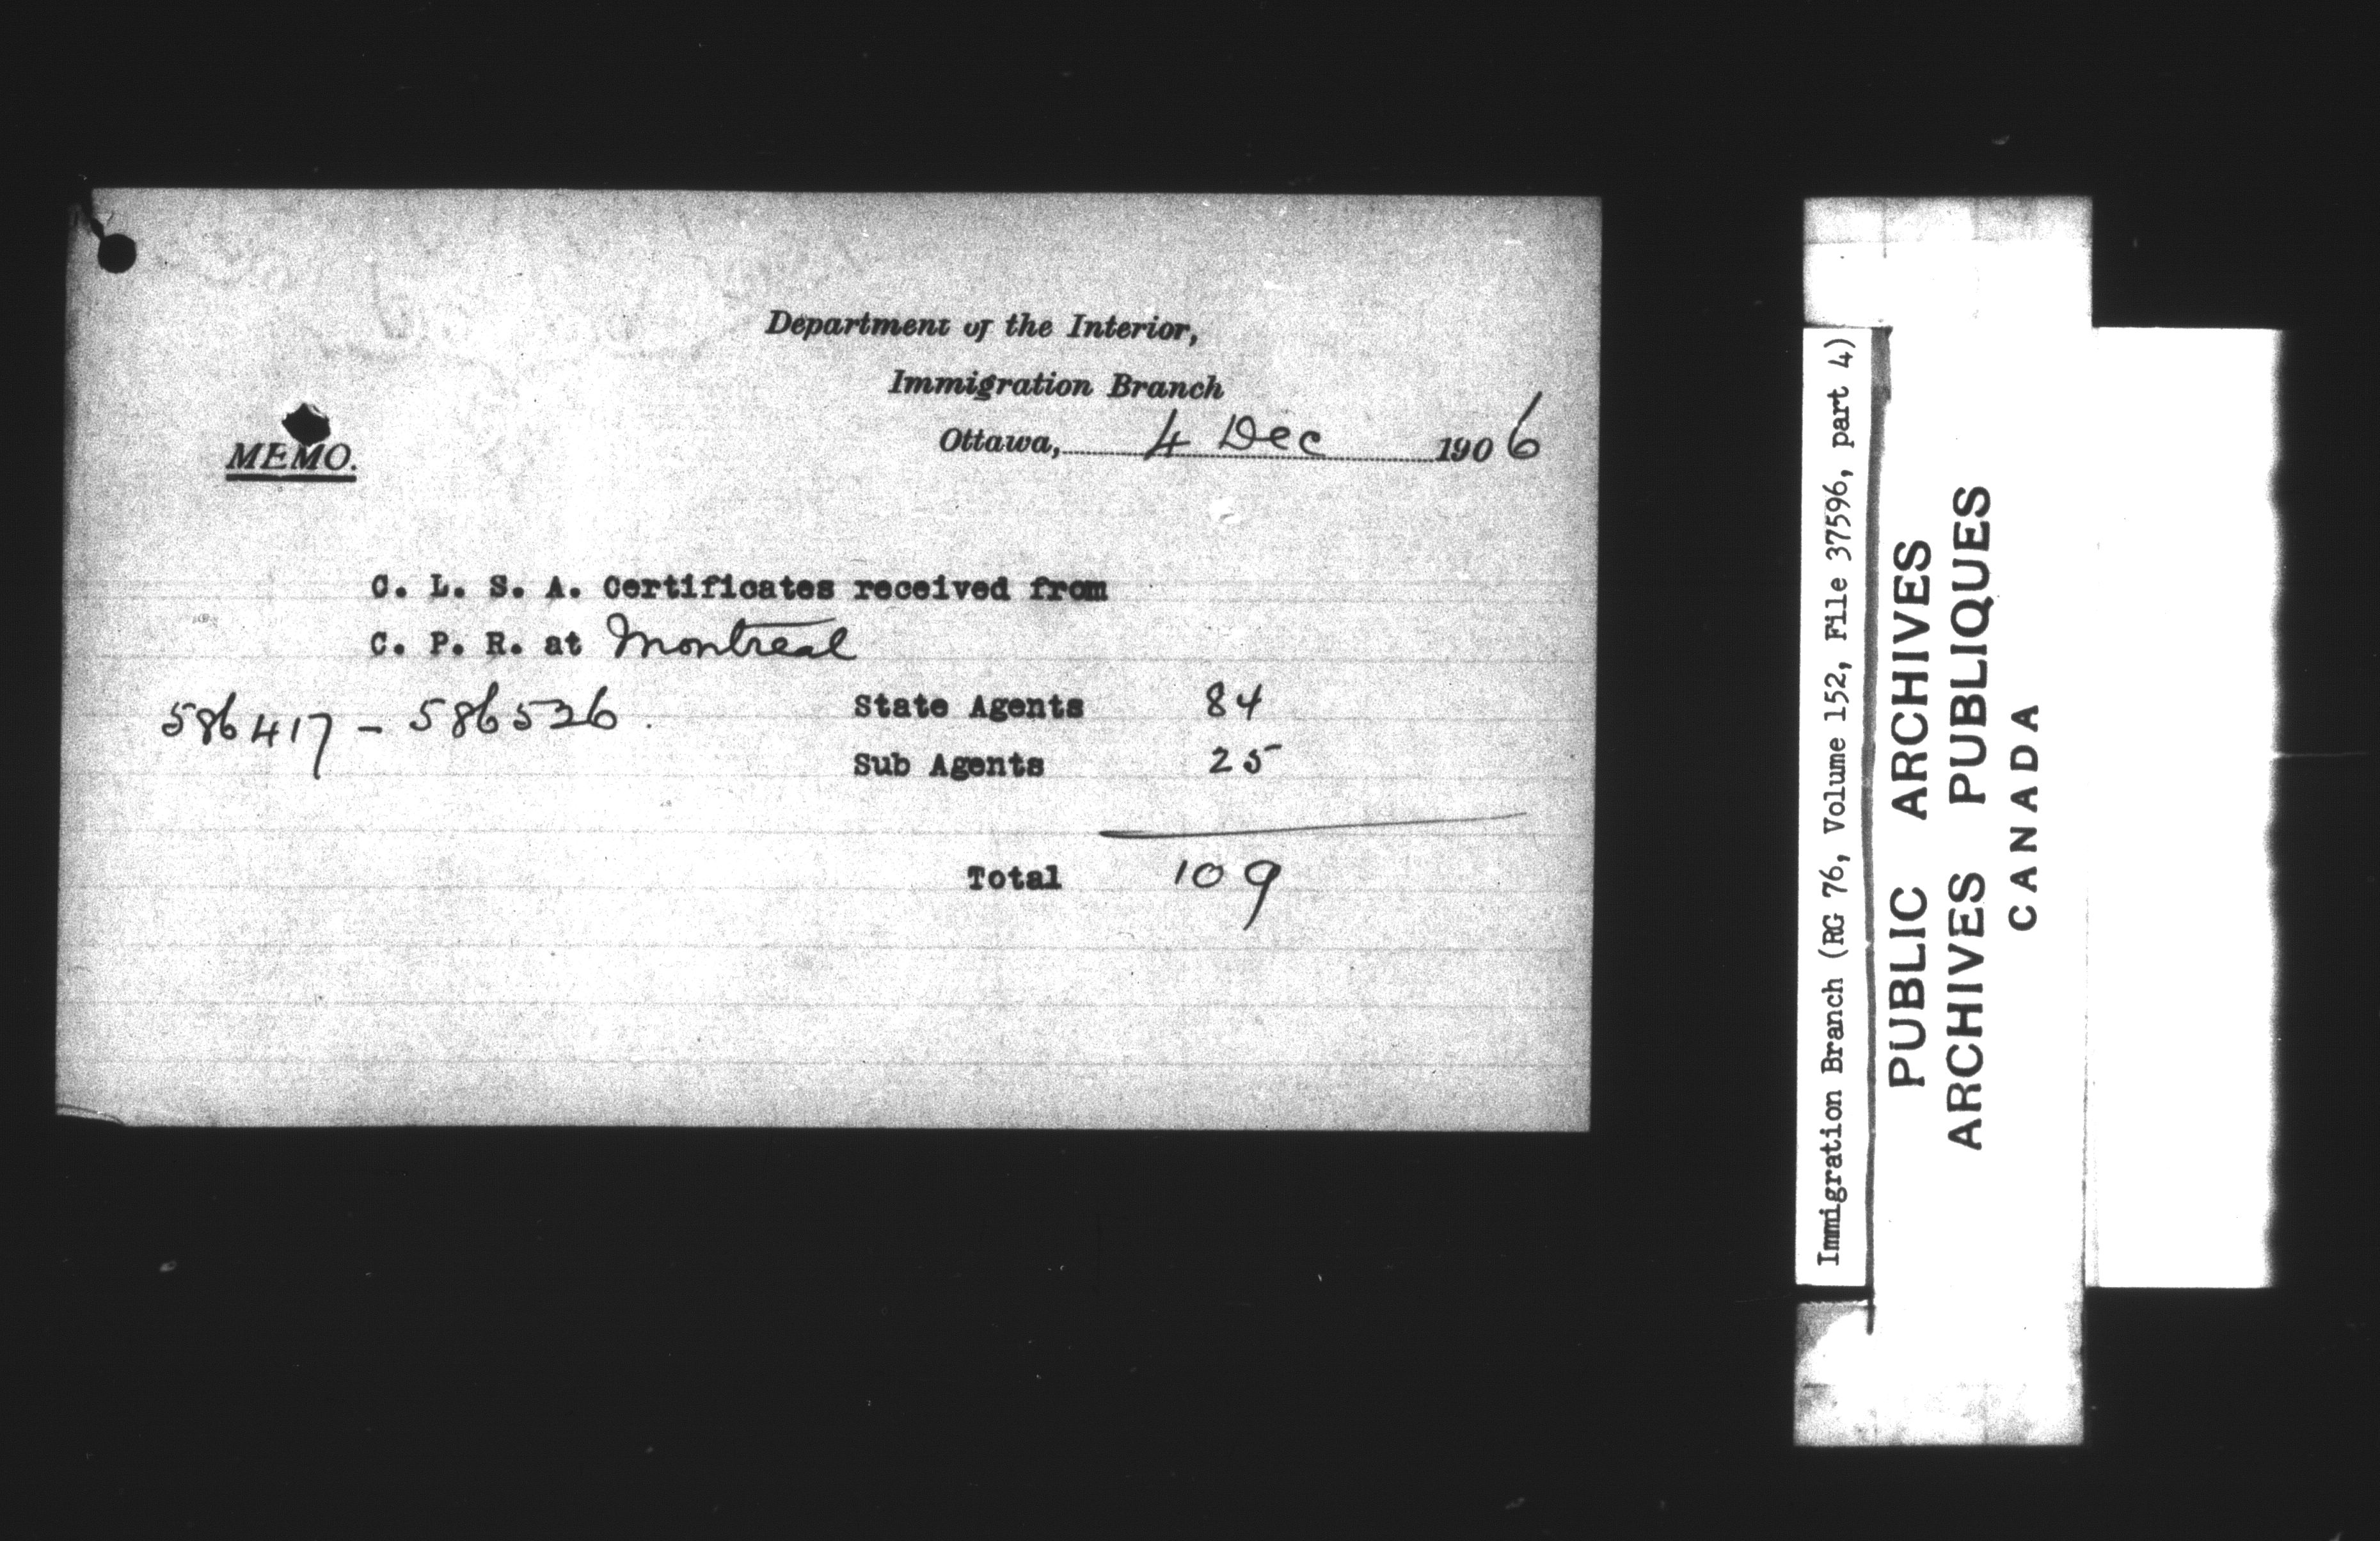 Department of the Interior,
Immigration Branch
Ottawa, 4 Dec 1906
MEMO.
C. L. S. A. Certificates received from
C. P. R. at Montreal
586417 - 586526.
State Agents 84
Sub Agents 25
Total 109
Immigration Branch (RG 76, Volume 152, File 37596, part 4)
PUBLIC ARCHIVES
ARCHIVES PUBLIQUES
CANADA